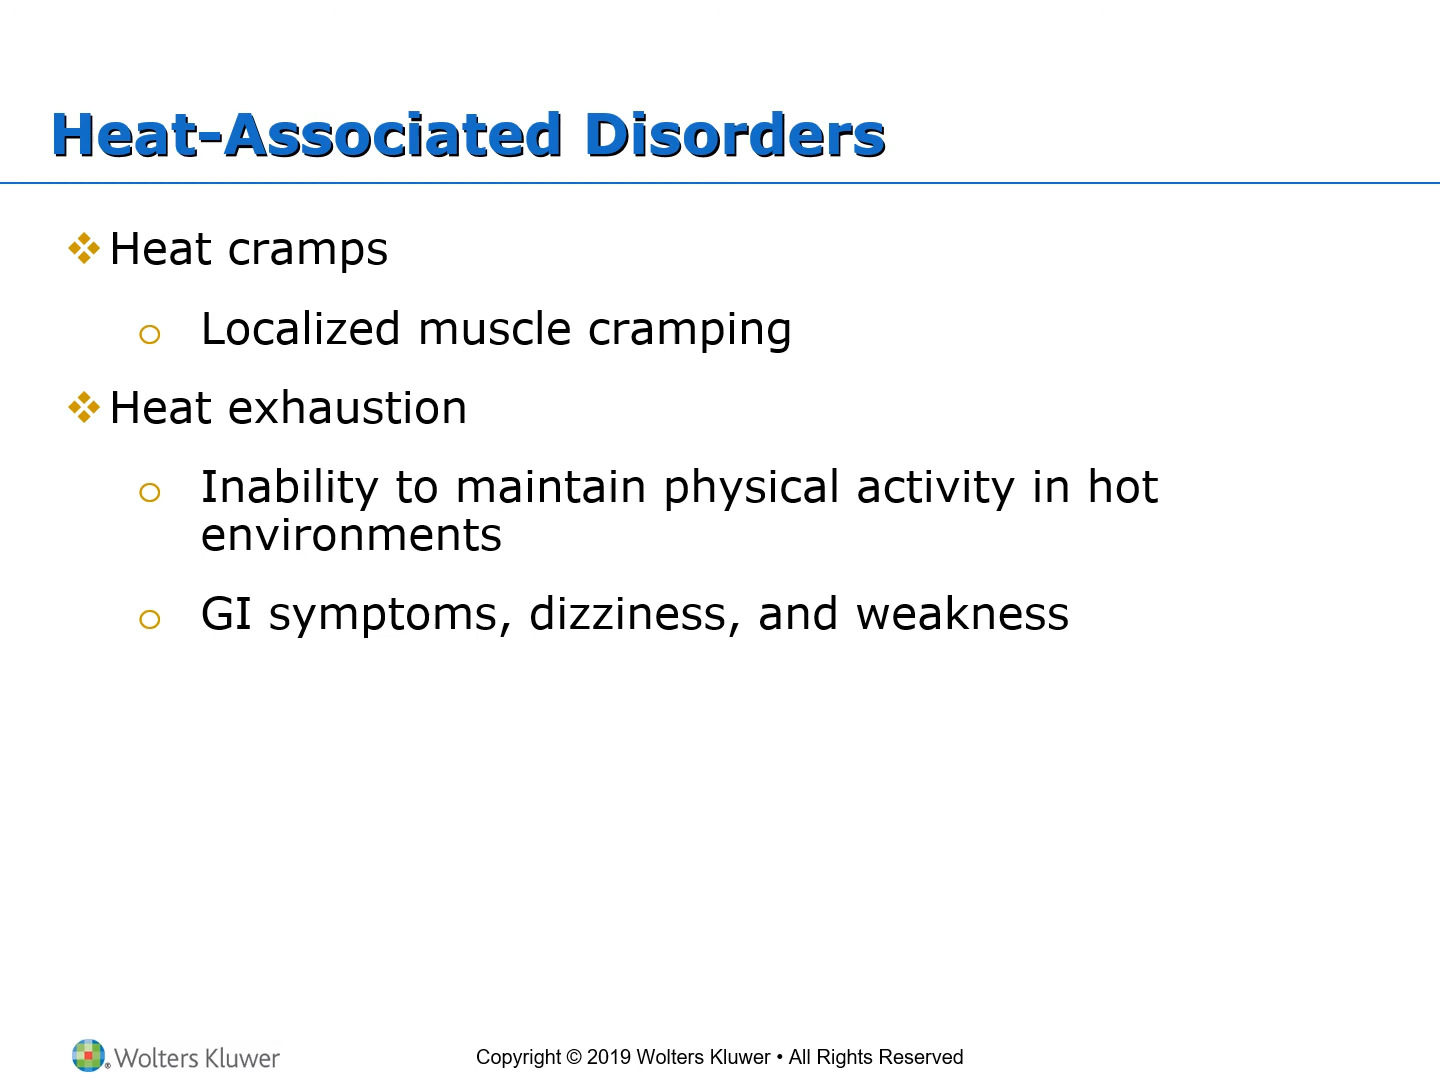 Heat-Associated Disorders
Heat cramps
Localized muscle cramping
Heat exhaustion
Inability to maintain physical activity in hot
environments
GI symptoms, dizziness, and weakness
Wolters Kluwer
Copyright © 2019 Wolters Kluwer • All Rights Reserved